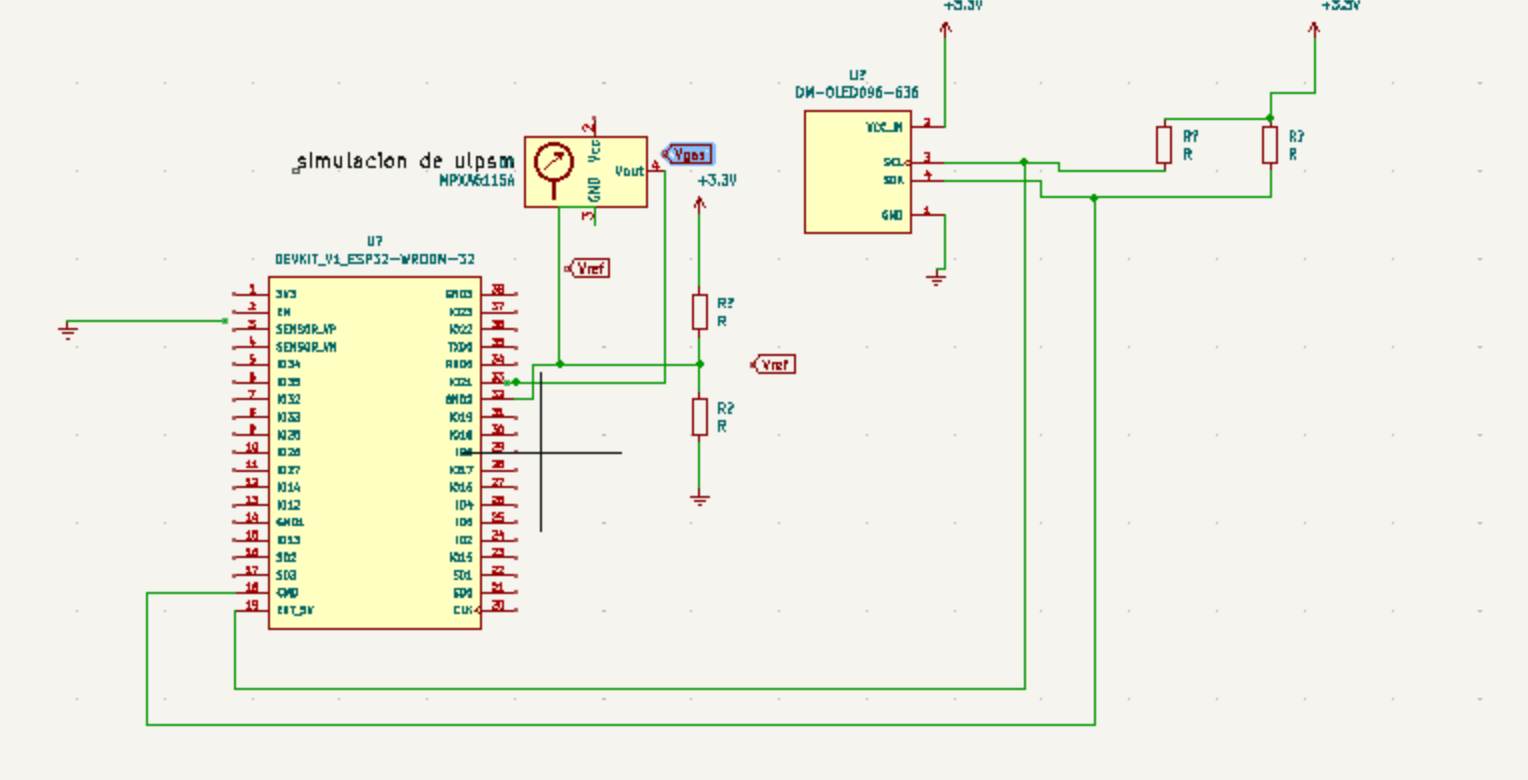 +3.3V
+3.3V
U?
DM-OLED096-636
VCC_IN 2
SCL 3
SDA 4
GND 1
R?
R
R?
R
simulacion de ulpsm
MPXA6115A
2
Vcc
Vout 4
GND
3
Vgas
+3.3V
Vref
R?
R
Vref
R?
R
U?
DEVKIT_V1_ESP32-WROOM-32
1 3V3 GND3 38
2 EN IO23 37
3 SENSOR_VP IO22 36
4 SENSOR_VN TXD0 35
5 IO34 RXD0 34
6 IO35 IO21 33
7 IO32 GND2 32
8 IO33 IO19 31
9 IO25 IO18 30
10 IO26 29
11 IO27 IO17 28
12 IO14 IO16 27
13 IO12 IO4 26
14 GND1 IO0 25
15 IO13 IO2 24
16 SD2 IO15 23
17 SD3 SD1 22
18 CMD SD0 21
19 EXT_5V CLK 20